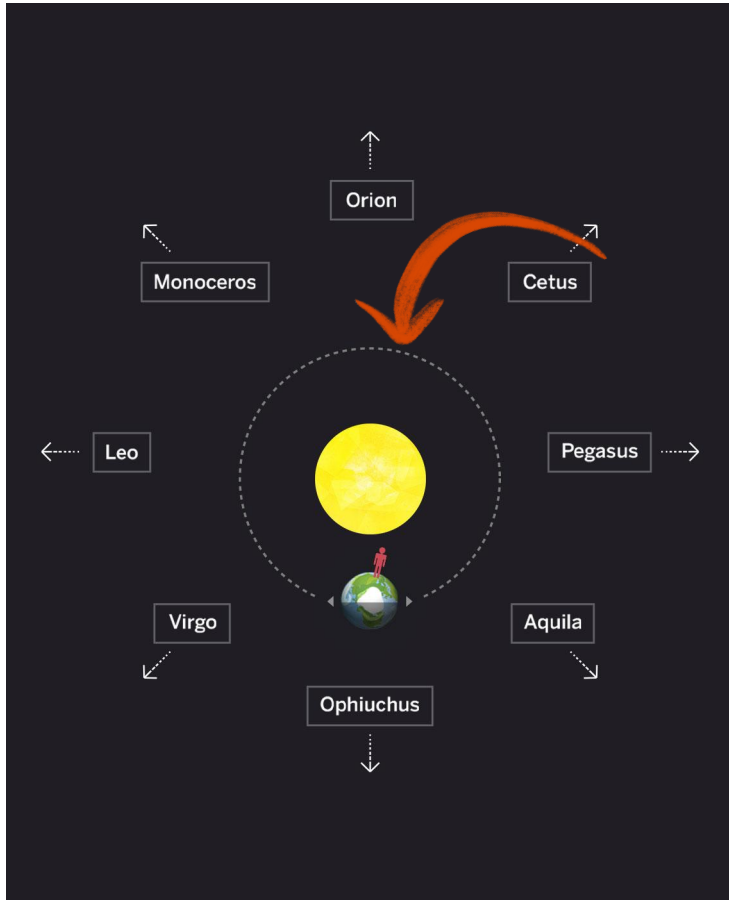 Orion
Monoceros
Cetus
Leo
Pegasus
Virgo
Aquila
Ophiuchus